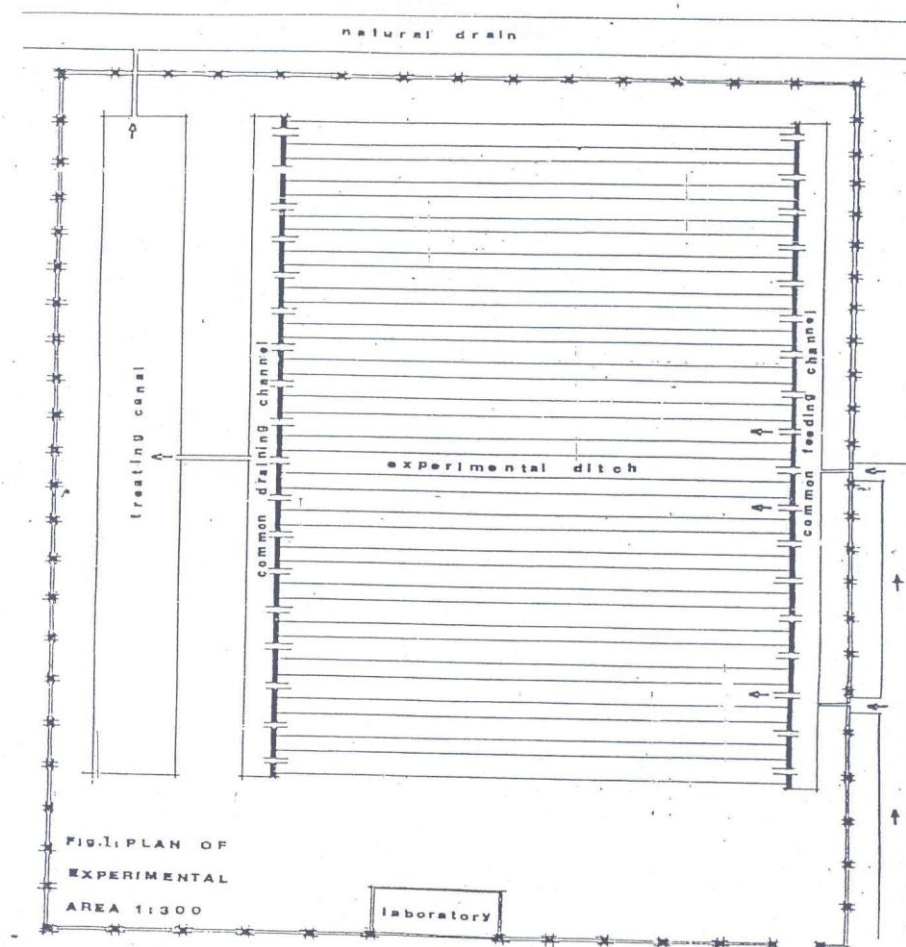 natural drain
treating canal
common draining channel
experimental ditch
common feeding channel
Fig.1: PLAN OF
EXPERIMENTAL
AREA 1:300
laboratory